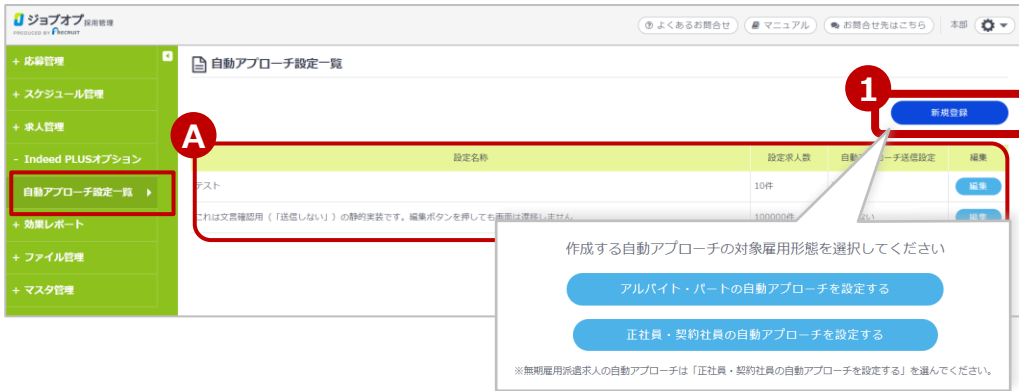 ジョブオプ採用管理
PRODUCED BY RECRUIT
よくあるお問合せ
マニュアル
お問合せ先はこちら
本部
+ 応募管理
+ スケジュール管理
+ 求人管理
- Indeed PLUSオプション
自動アプローチ設定一覧
+ 効果レポート
+ ファイル管理
+ マスタ管理
自動アプローチ設定一覧
1
新規登録
A
設定名称 設定求人数 自動 ーチ送信設定 編集
テスト 10件 編集
これは文言確認用（「送信しない」）の静的実装です。編集ボタンを押しても画面は遷移しません。 100000件 ない 編集
作成する自動アプローチの対象雇用形態を選択してください
アルバイト・パートの自動アプローチを設定する
正社員・契約社員の自動アプローチを設定する
※無期雇用派遣求人の自動アプローチは「正社員・契約社員の自動アプローチを設定する」を選んでください。